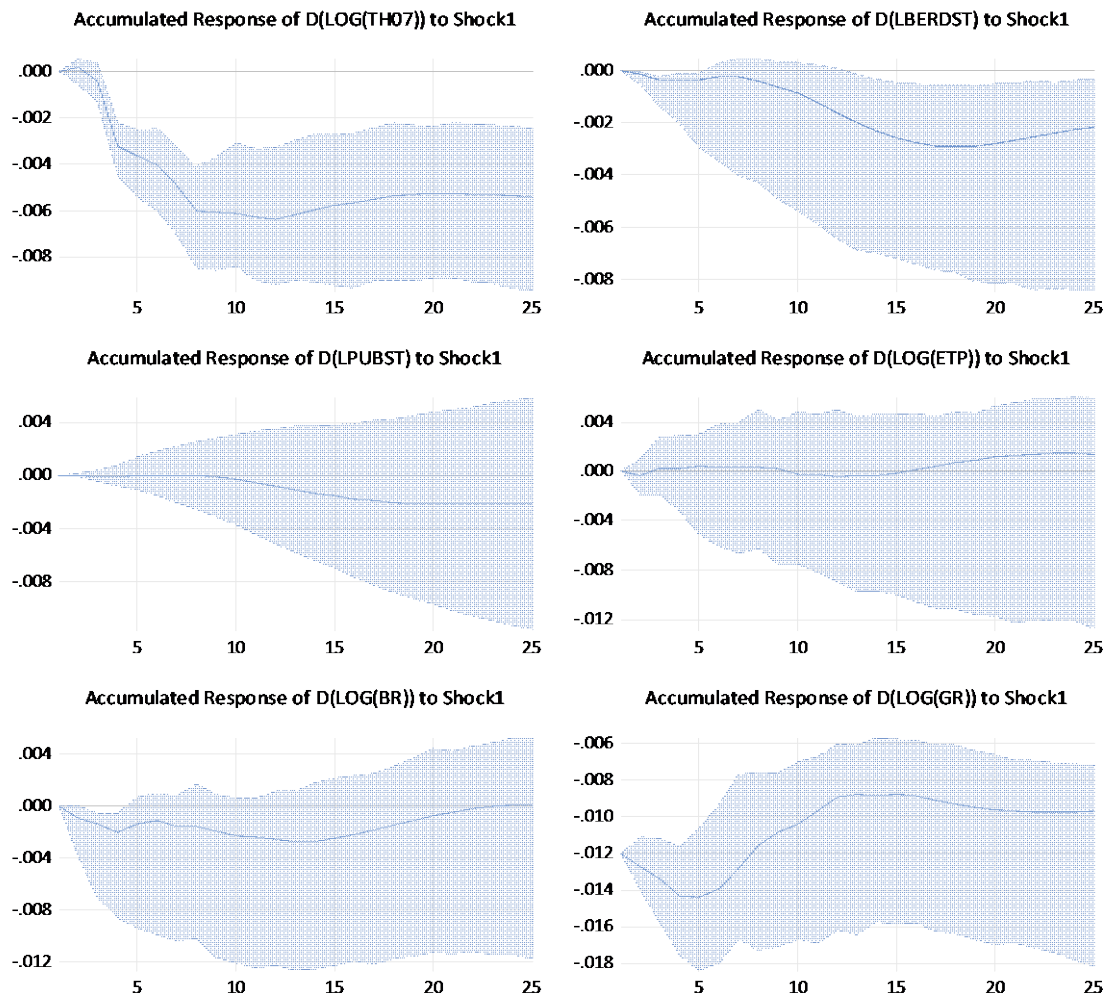 Accumulated Response of D(LOG(TH07)) to Shock1
.000
-.002
-.004
-.006
-.008
5 10 15 20 25
Accumulated Response of D(LBERDST) to Shock1
.000
-.002
-.004
-.006
-.008
5 10 15 20 25
Accumulated Response of D(LPUBST) to Shock1
.004
.000
-.004
-.008
5 10 15 20 25
Accumulated Response of D(LOG(ETP)) to Shock1
.004
.000
-.004
-.008
-.012
5 10 15 20 25
Accumulated Response of D(LOG(BR)) to Shock1
.004
.000
-.004
-.008
-.012
5 10 15 20 25
Accumulated Response of D(LOG(GR)) to Shock1
-.006
-.008
-.010
-.012
-.014
-.016
-.018
5 10 15 20 25